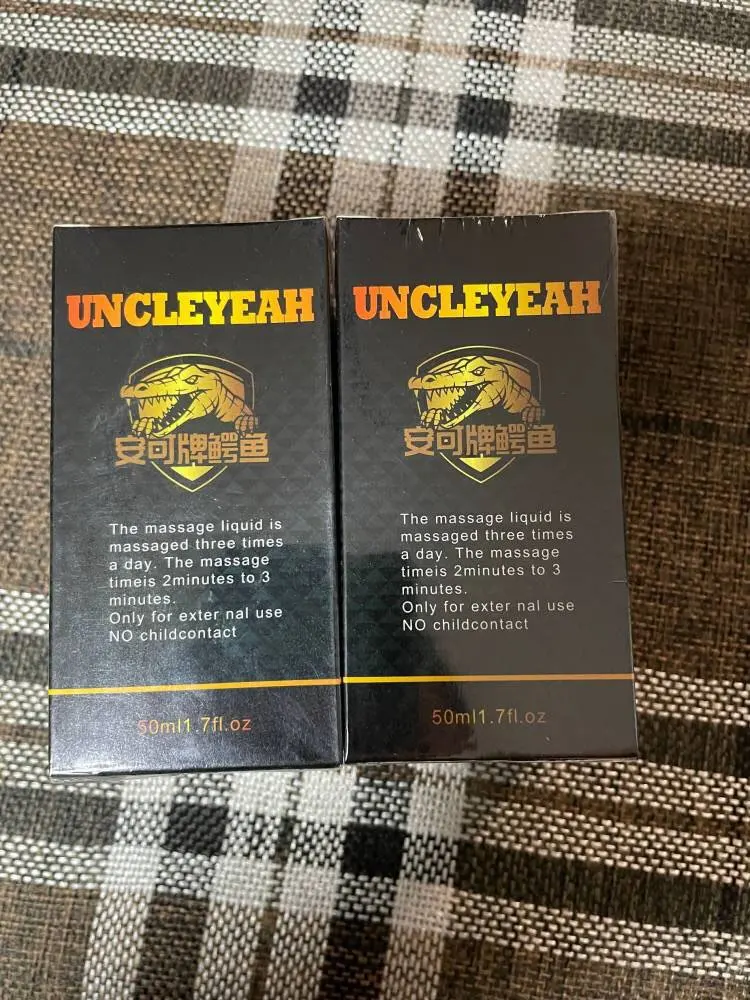 UNCLEYEAH
安可牌鳄鱼
The massage liquid is
massaged three times
a day. The massage
timeis 2minutes to 3
minutes.
Only for exter nal use
NO childcontact
50ml1.7fl.oz
UNCLEYEAH
安可牌鳄鱼
The massage liquid is
massaged three times
a day. The massage
timeis 2minutes to 3
minutes.
Only for exter nal use
NO childcontact
50ml1.7fl.oz